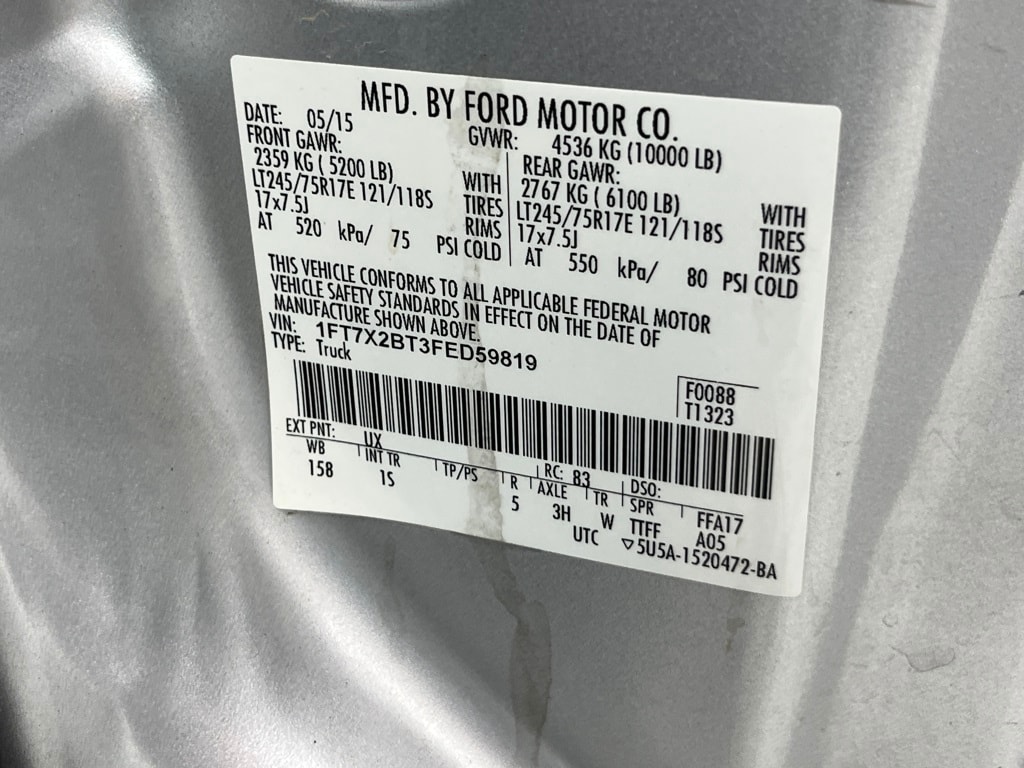 MFD. BY FORD MOTOR CO.
DATE: 05/15 GVWR: 4536 KG (10000 LB)
FRONT GAWR: REAR GAWR:
2359 KG ( 5200 LB) WITH 2767 KG ( 6100 LB) WITH
LT245/75R17E 121/118S TIRES LT245/75R17E 121/118S TIRES
17x7.5J RIMS 17x7.5J RIMS
AT 520 kPa/ 75 PSI COLD AT 550 kPa/ 80 PSI COLD
THIS VEHICLE CONFORMS TO ALL APPLICABLE FEDERAL MOTOR
VEHICLE SAFETY STANDARDS IN EFFECT ON THE DATE OF
MANUFACTURE SHOWN ABOVE.
VIN: 1FT7X2BT3FED59819
TYPE: Truck
F0088
T1323
EXT PNT: UX RC: 83 DSO:
WB INT TR TP/PS R AXLE TR SPR FFA17
158 1S 5 3H W TTFF A05
UTC ▽5U5A-1520472-BA